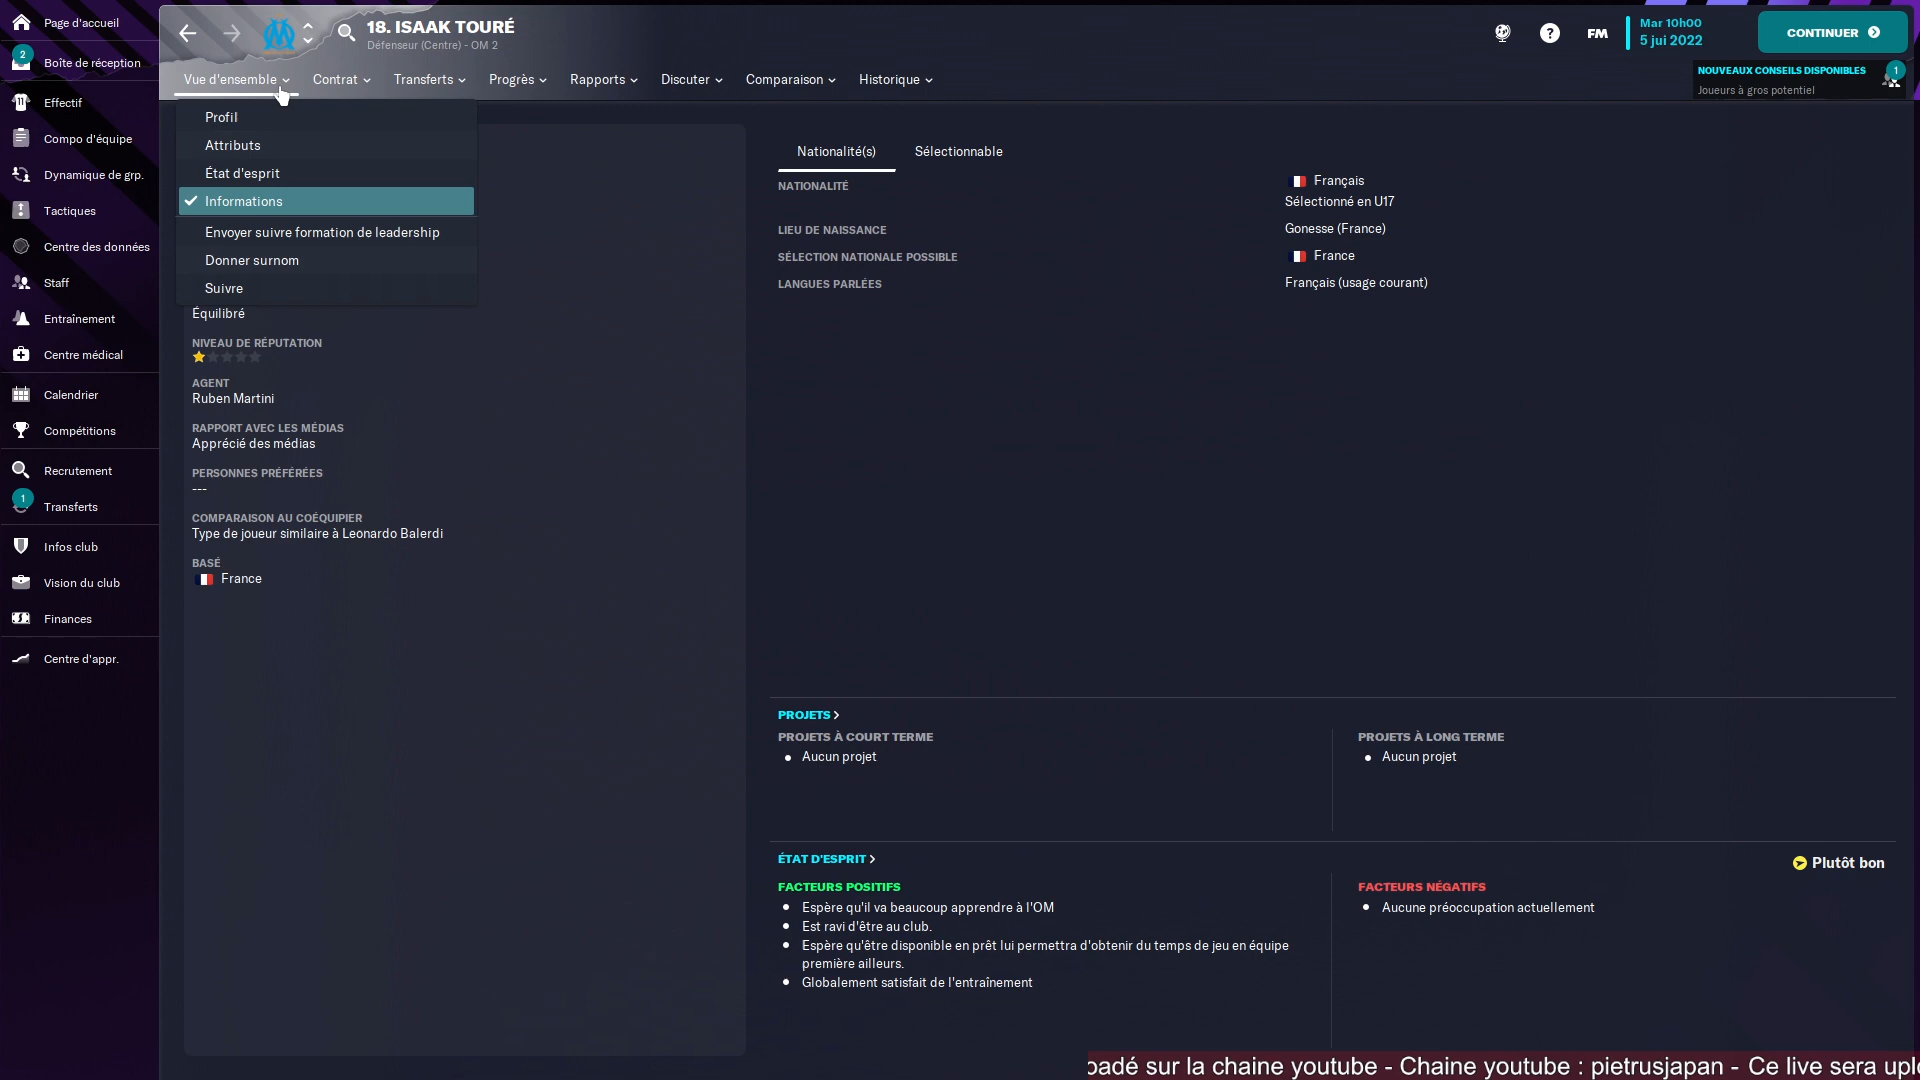 Page d'accueil
2
Boîte de réception
11
Effectif
Compo d'équipe
Dynamique de grp.
Tactiques
Centre des données
Staff
Entraînement
Centre médical
Calendrier
Compétitions
Recrutement
1
Transferts
Infos club
Vision du club
Finances
Centre d'appr.
18. ISAAK TOURÉ
Défenseur (Centre) - OM 2
?
FM
Mar 10h00
5 jui 2022
CONTINUER
NOUVEAUX CONSEILS DISPONIBLES
1
Joueurs à gros potentiel
Vue d'ensemble
Contrat
Transferts
Progrès
Rapports
Discuter
Comparaison
Historique
Profil
Attributs
État d'esprit
Informations
Envoyer suivre formation de leadership
Donner surnom
Suivre
Équilibré
NIVEAU DE RÉPUTATION
AGENT
Ruben Martini
RAPPORT AVEC LES MÉDIAS
Apprécié des médias
PERSONNES PRÉFÉRÉES
---
COMPARAISON AU COÉQUIPIER
Type de joueur similaire à Leonardo Balerdi
BASÉ
France
Nationalité(s)
Sélectionnable
NATIONALITÉ
Français
Sélectionné en U17
LIEU DE NAISSANCE
Gonesse (France)
SÉLECTION NATIONALE POSSIBLE
France
LANGUES PARLÉES
Français (usage courant)
PROJETS >
PROJETS À COURT TERME
• Aucun projet
PROJETS À LONG TERME
• Aucun projet
ÉTAT D'ESPRIT >
Plutôt bon
FACTEURS POSITIFS
• Espère qu'il va beaucoup apprendre à l'OM
• Est ravi d'être au club.
• Espère qu'être disponible en prêt lui permettra d'obtenir du temps de jeu en équipe
première ailleurs.
• Globalement satisfait de l'entraînement
FACTEURS NÉGATIFS
• Aucune préoccupation actuellement
oadé sur la chaine youtube - Chaine youtube : pietrusjapan - Ce live sera uplo